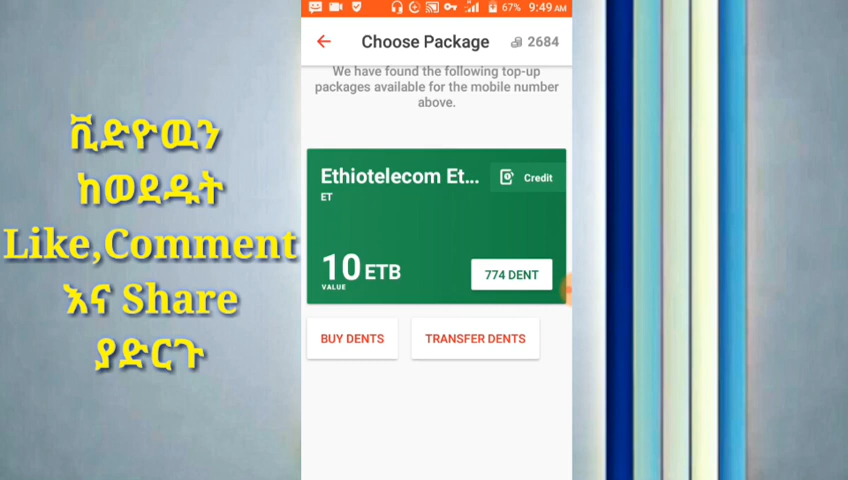 ቪድዮዉን
ከወደዱት
Like,Comment
እና Share
ያድርጉ
67% 9:49 AM
Choose Package 2684
We have found the following top-up
packages available for the mobile number
above.
Ethiotelecom Et... Credit
ET
10 ETB
VALUE
774 DENT
BUY DENTS TRANSFER DENTS